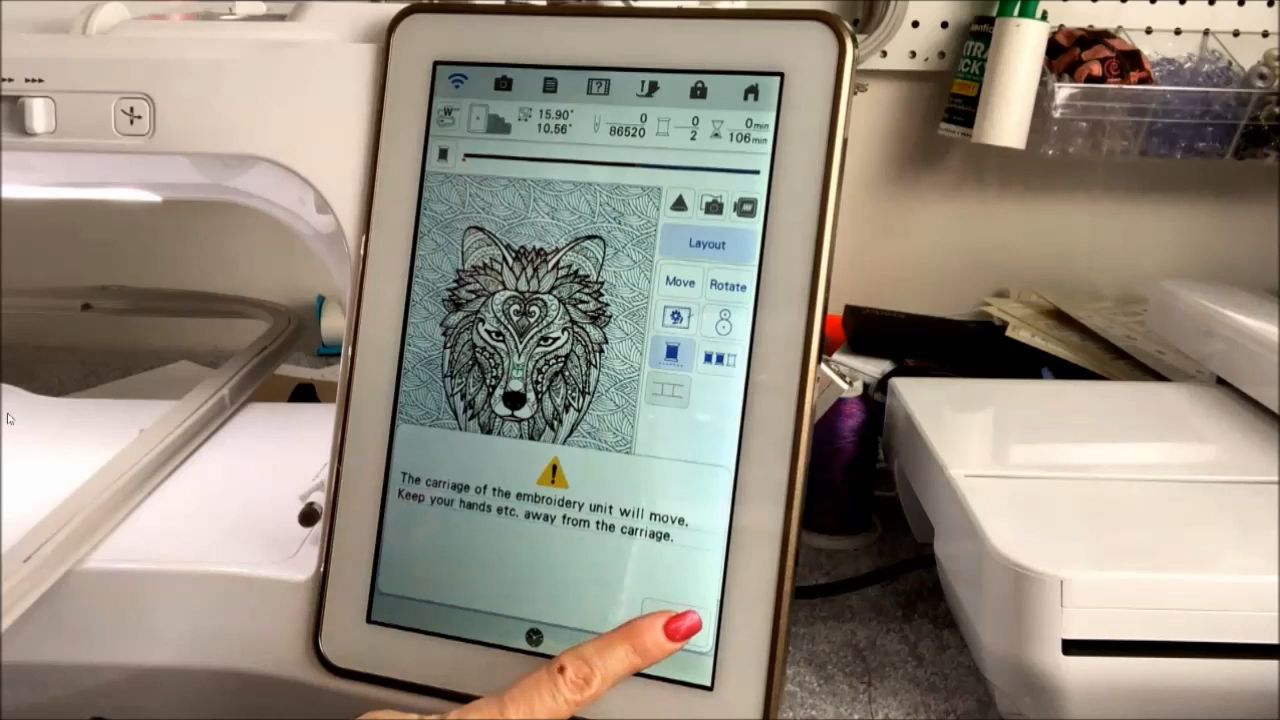 15.90"
10.56"
0
86520
0
2
0min
106min
W
Layout
Move
Rotate
The carriage of the embroidery unit will move.
Keep your hands etc. away from the carriage.